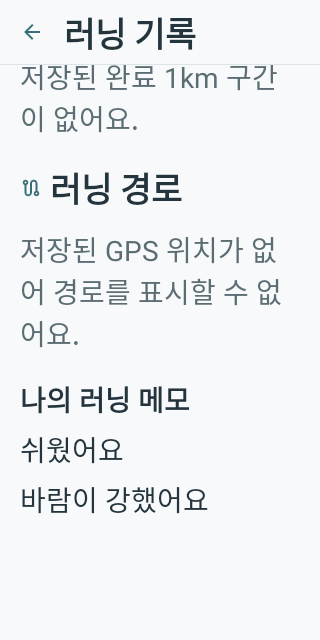 러닝 기록
저장된 완료 1km 구간
이 없어요.
러닝 경로
저장된 GPS 위치가 없
어 경로를 표시할 수 없
어요.
나의 러닝 메모
쉬웠어요
바람이 강했어요